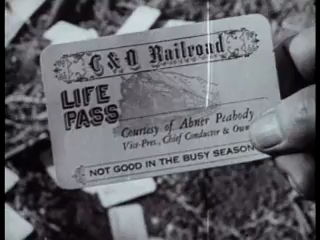 C & O Railroad
LIFE
PASS
Courtesy of Abner Peabody
Vice-Pres., Chief Conductor & Own
NOT GOOD IN THE BUSY SEASON